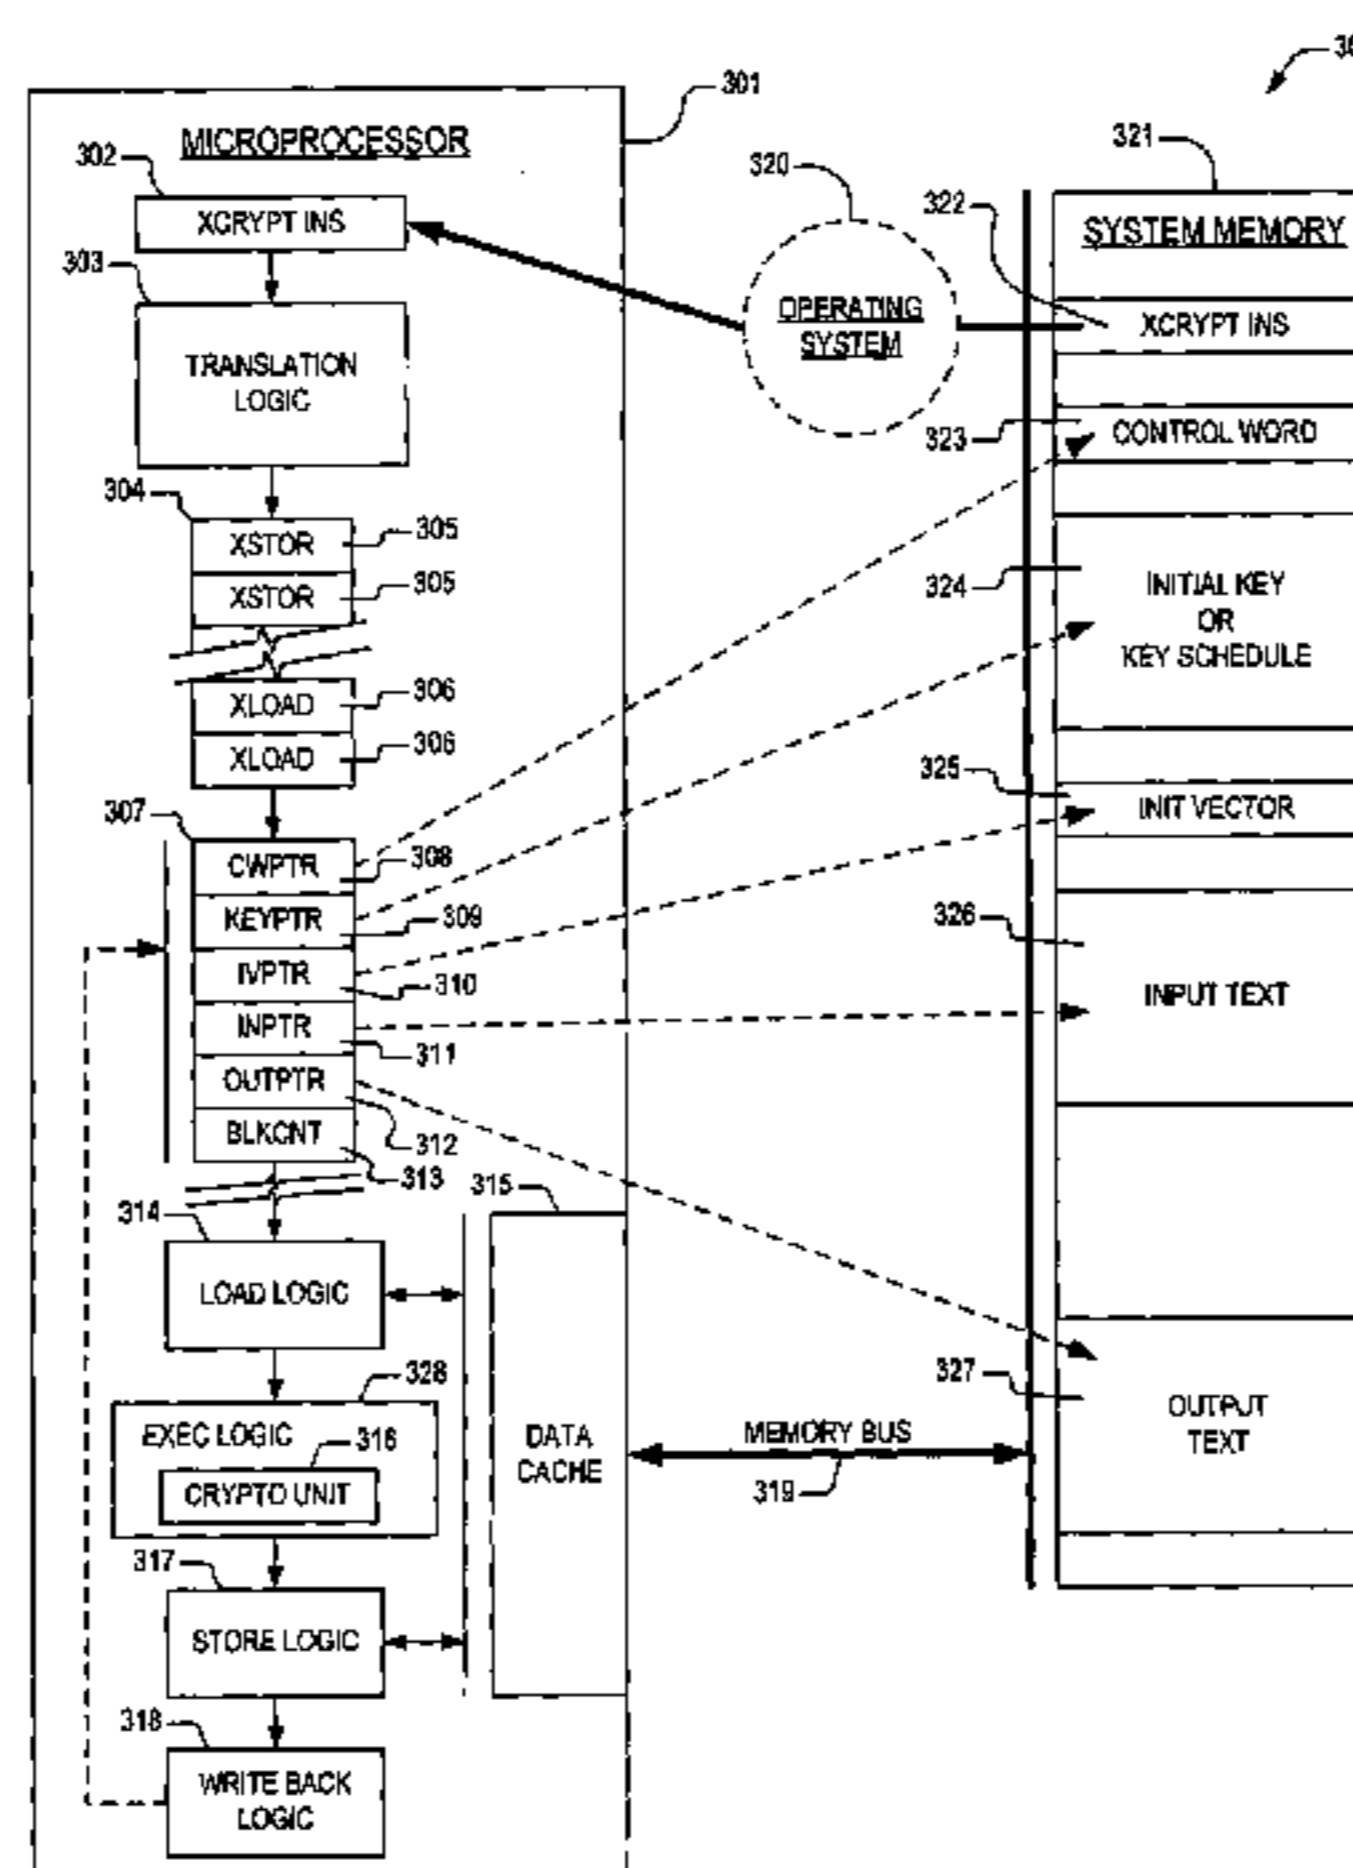 30
301
MICROPROCESSOR
302
XCRYPT INS
303
TRANSLATION
LOGIC
304
XSTOR
305
XSTOR
305
XLOAD
306
XLOAD
306
307
CWPTR
308
KEYPTR
309
IVPTR
310
INPTR
311
OUTPTR
312
BLKCNT
313
314
LOAD LOGIC
315
328
EXEC LOGIC
316
CRYPTO UNIT
317
STORE LOGIC
318
WRITE BACK
LOGIC
DATA
CACHE
MEMORY BUS
319
320
OPERATING
SYSTEM
321
SYSTEM MEMORY
322
XCRYPT INS
323
CONTROL WORD
324
INITIAL KEY
OR
KEY SCHEDULE
325
INIT VECTOR
326
INPUT TEXT
327
OUTPUT
TEXT